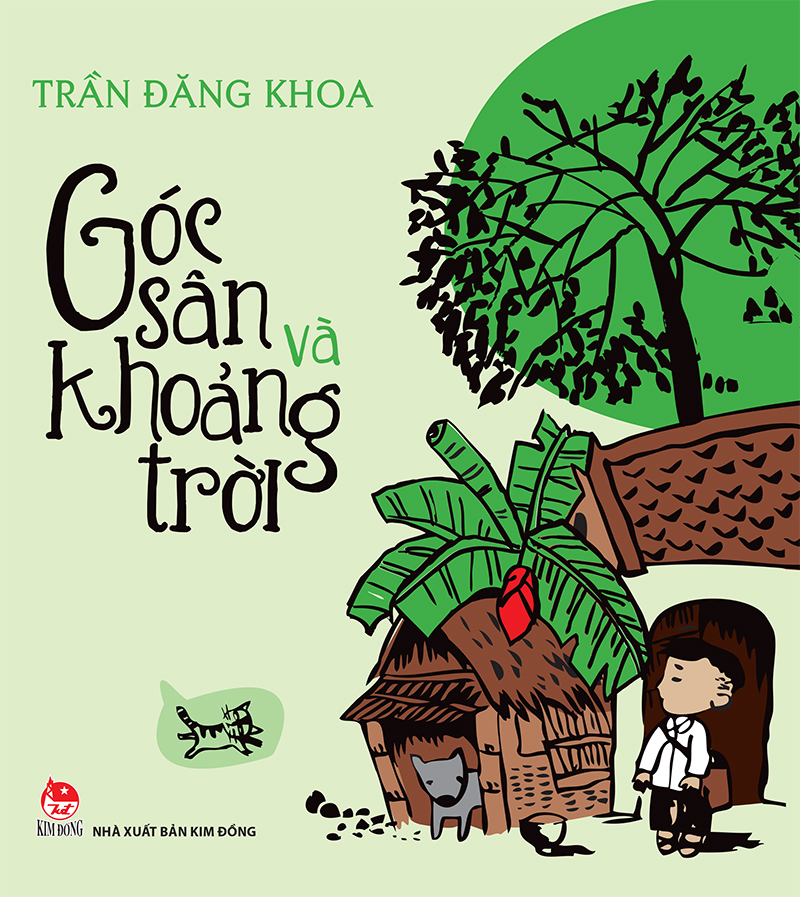 TRẦN ĐĂNG KHOA
Góc
sân và
khoảng
trời
KIM ĐỒNG
NHÀ XUẤT BẢN KIM ĐỒNG